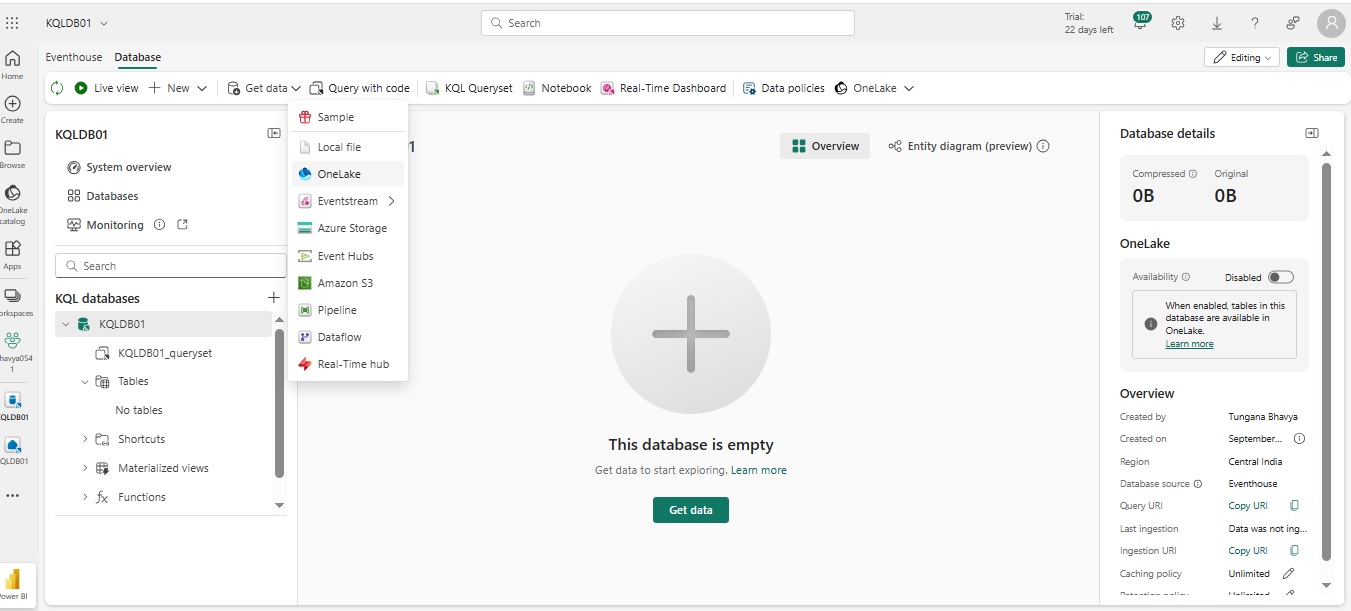 KQLDB01
Search
Trial:
22 days left
107
Home
Create
Browse
OneLake
catalog
Apps
KQLDB01
Power BI
Eventhouse Database
Editing
Share
Live view New Get data Query with code KQL Queryset Notebook Real-Time Dashboard Data policies OneLake
KQLDB01
System overview
Databases
Monitoring
Search
KQL databases
KQLDB01
KQLDB01_queryset
Tables
No tables
Shortcuts
Materialized views
Functions
Sample
Local file
OneLake
Eventstream
Azure Storage
Event Hubs
Amazon S3
Pipeline
Dataflow
Real-Time hub
1
Overview
Entity diagram (preview)
This database is empty
Get data to start exploring. Learn more
Get data
Database details
Compressed Original
0B 0B
OneLake
Availability Disabled
When enabled, tables in this
database are available in
OneLake.
Learn more
Overview
Created by Tungana Bhavya
Created on September...
Region Central India
Database source Eventhouse
Query URI Copy URI
Last ingestion Data was not ing...
Ingestion URI Copy URI
Caching policy Unlimited